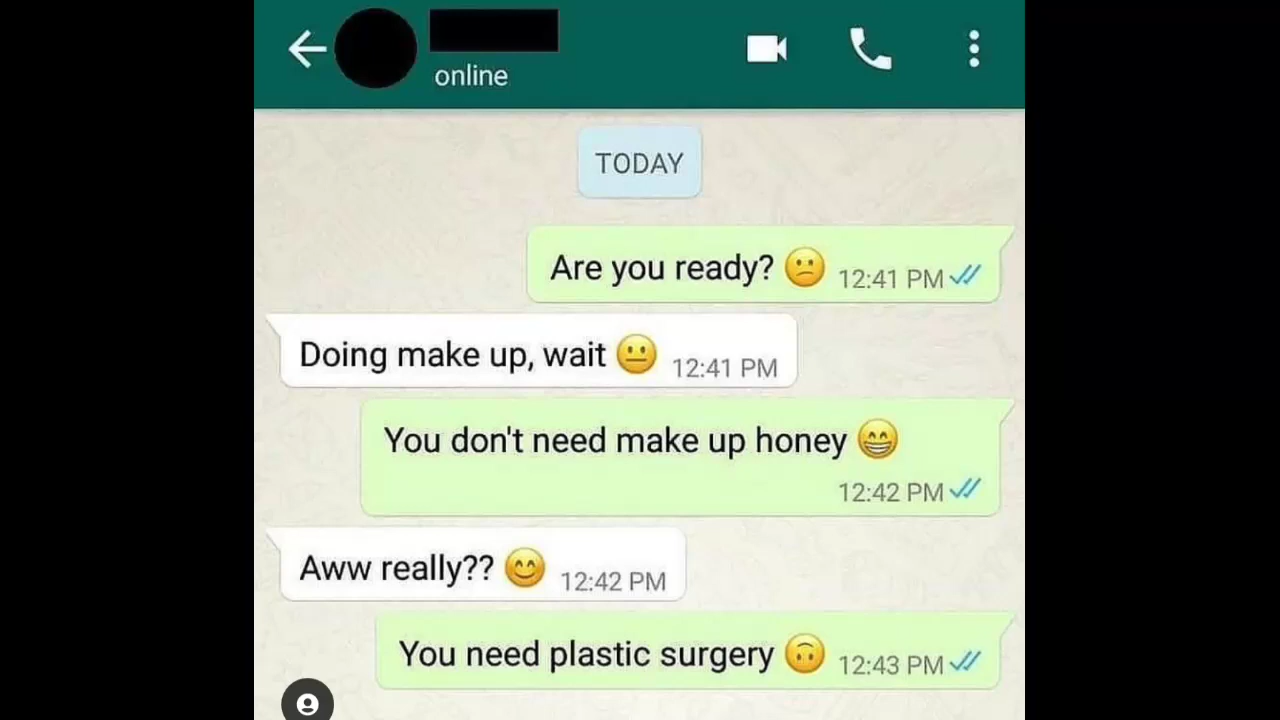 online
TODAY
Are you ready? 😕 12:41 PM
Doing make up, wait 😐 12:41 PM
You don't need make up honey 😁
12:42 PM
Aww really?? 😊 12:42 PM
You need plastic surgery 🙃 12:43 PM